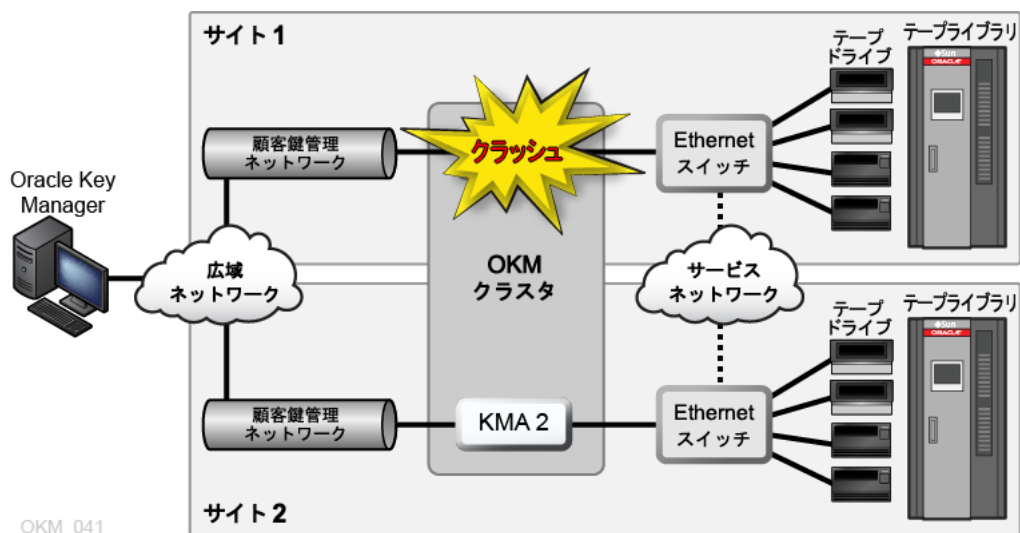 サイト 1
テープ
ドライブ
テープライブラリ
Sun
ORACLE
顧客鍵管理
ネットワーク
クラッシュ
Ethernet
スイッチ
Oracle Key
Manager
広域
ネットワーク
OKM
クラスタ
サービス
ネットワーク
テープ
ドライブ
テープライブラリ
Sun
ORACLE
顧客鍵管理
ネットワーク
KMA 2
Ethernet
スイッチ
サイト 2
OKM_041